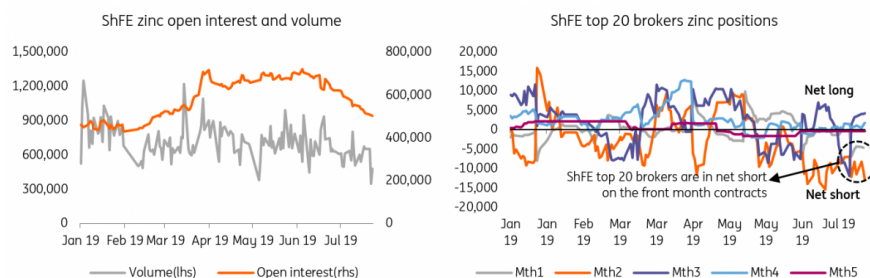 ShFE zinc open interest and volume
1,500,000
1,200,000
900,000
600,000
300,000
0
800,000
600,000
400,000
200,000
0
Jan 19 Feb 19 Mar 19 Apr 19 May 19 Jun 19 Jul 19
Volume(lhs) Open interest(rhs)
ShFE top 20 brokers zinc positions
20,000
15,000
10,000
5,000
0
-5,000
-10,000
-15,000
-20,000
Net long
ShFE top 20 brokers are in net short
on the front month contracts
Net short
Jan Jan Feb Mar Mar Apr May May Jun Jul 19
19 19 19 19 19 19 19 19 19
Mth1 Mth2 Mth3 Mth4 Mth5